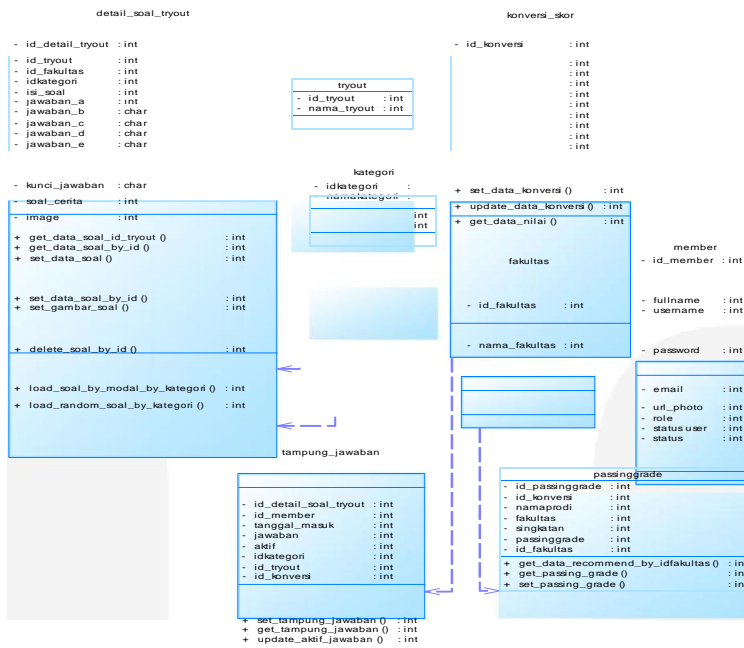 detail_soal_tryout
- id_detail_tryout : int
- id_tryout : int
- id_fakultas : int
- idkategori : int
- isi_soal : int
- jawaban_a : int
- jawaban_b : char
- jawaban_c : char
- jawaban_d : char
- jawaban_e : char
- kunci_jawaban : char
- soal_cerita : int
- image : int
+ get_data_soal_id_tryout () : int
+ get_data_soal_by_id () : int
+ set_data_soal () : int
+ set_data_soal_by_id () : int
+ set_gambar_soal () : int
+ delete_soal_by_id () : int
+ load_soal_by_modal_by_kategori () : int
+ load_random_soal_by_kategori () : int
tryout
- id_tryout : int
- nama_tryout : int
kategori
- idkategori :
- namakategori :
int
int
konversi_skor
- id_konversi : int
: int
: int
: int
: int
: int
: int
: int
: int
: int
+ set_data_konversi () : int
+ update_data_konversi () : int
+ get_data_nilai () : int
fakultas
- id_fakultas : int
- nama_fakultas : int
member
- id_member : int
- fullname : int
- username : int
- password : int
- email : int
- url_photo : int
- role : int
- status user : int
- status : int
tampung_jawaban
- id_detail_soal_tryout : int
- id_member : int
- tanggal_masuk : int
- jawaban : int
- aktif : int
- idkategori : int
- id_tryout : int
- id_konversi : int
+ set_tampung_jawaban () : int
+ get_tampung_jawaban () : int
+ update_aktif_jawaban () : int
passinggrade
- id_passinggrade : int
- id_konversi : int
- namaprodi : int
- fakultas : int
- singkatan : int
- passinggrade : int
- id_fakultas : int
+ get_data_recommend_by_idfakultas () : int
+ get_passing_grade () : int
+ set_passing_grade () : int